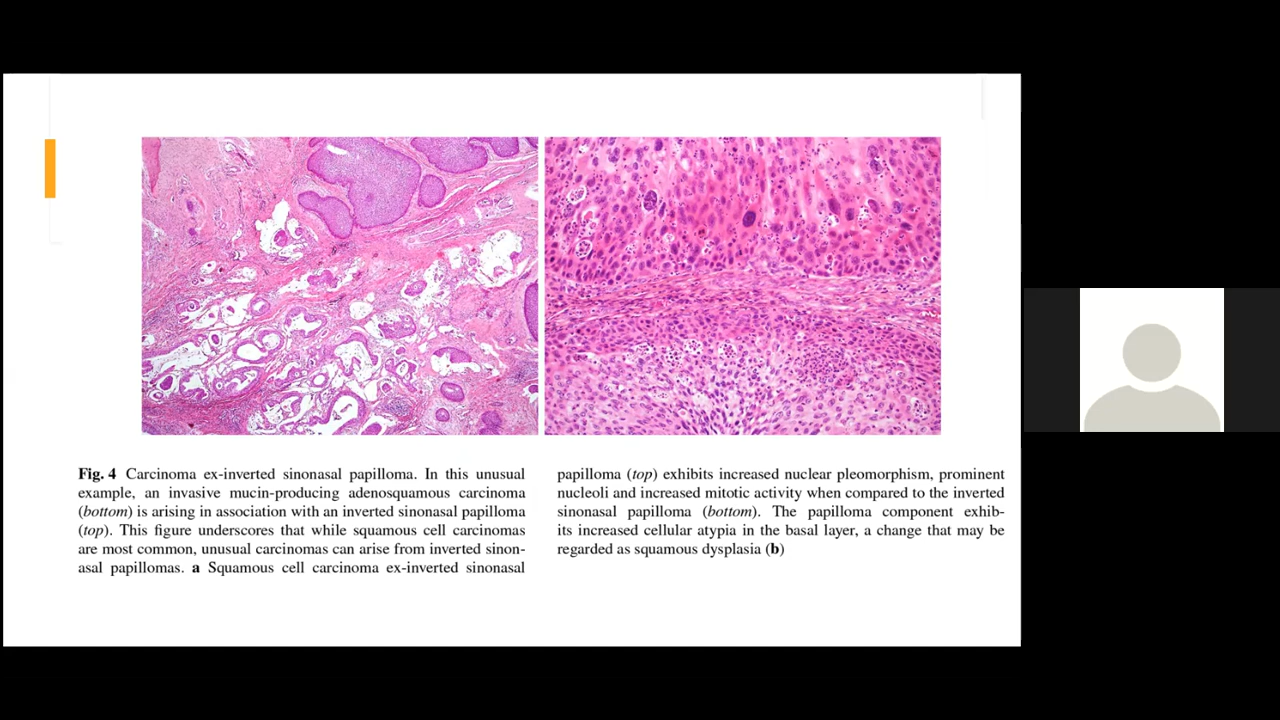 Fig. 4 Carcinoma ex-inverted sinonasal papilloma. In this unusual
example, an invasive mucin-producing adenosquamous carcinoma
(bottom) is arising in association with an inverted sinonasal papilloma
(top). This figure underscores that while squamous cell carcinomas
are most common, unusual carcinomas can arise from inverted sinon-
asal papillomas. a Squamous cell carcinoma ex-inverted sinonasal
papilloma (top) exhibits increased nuclear pleomorphism, prominent
nucleoli and increased mitotic activity when compared to the inverted
sinonasal papilloma (bottom). The papilloma component exhib-
its increased cellular atypia in the basal layer, a change that may be
regarded as squamous dysplasia (b)